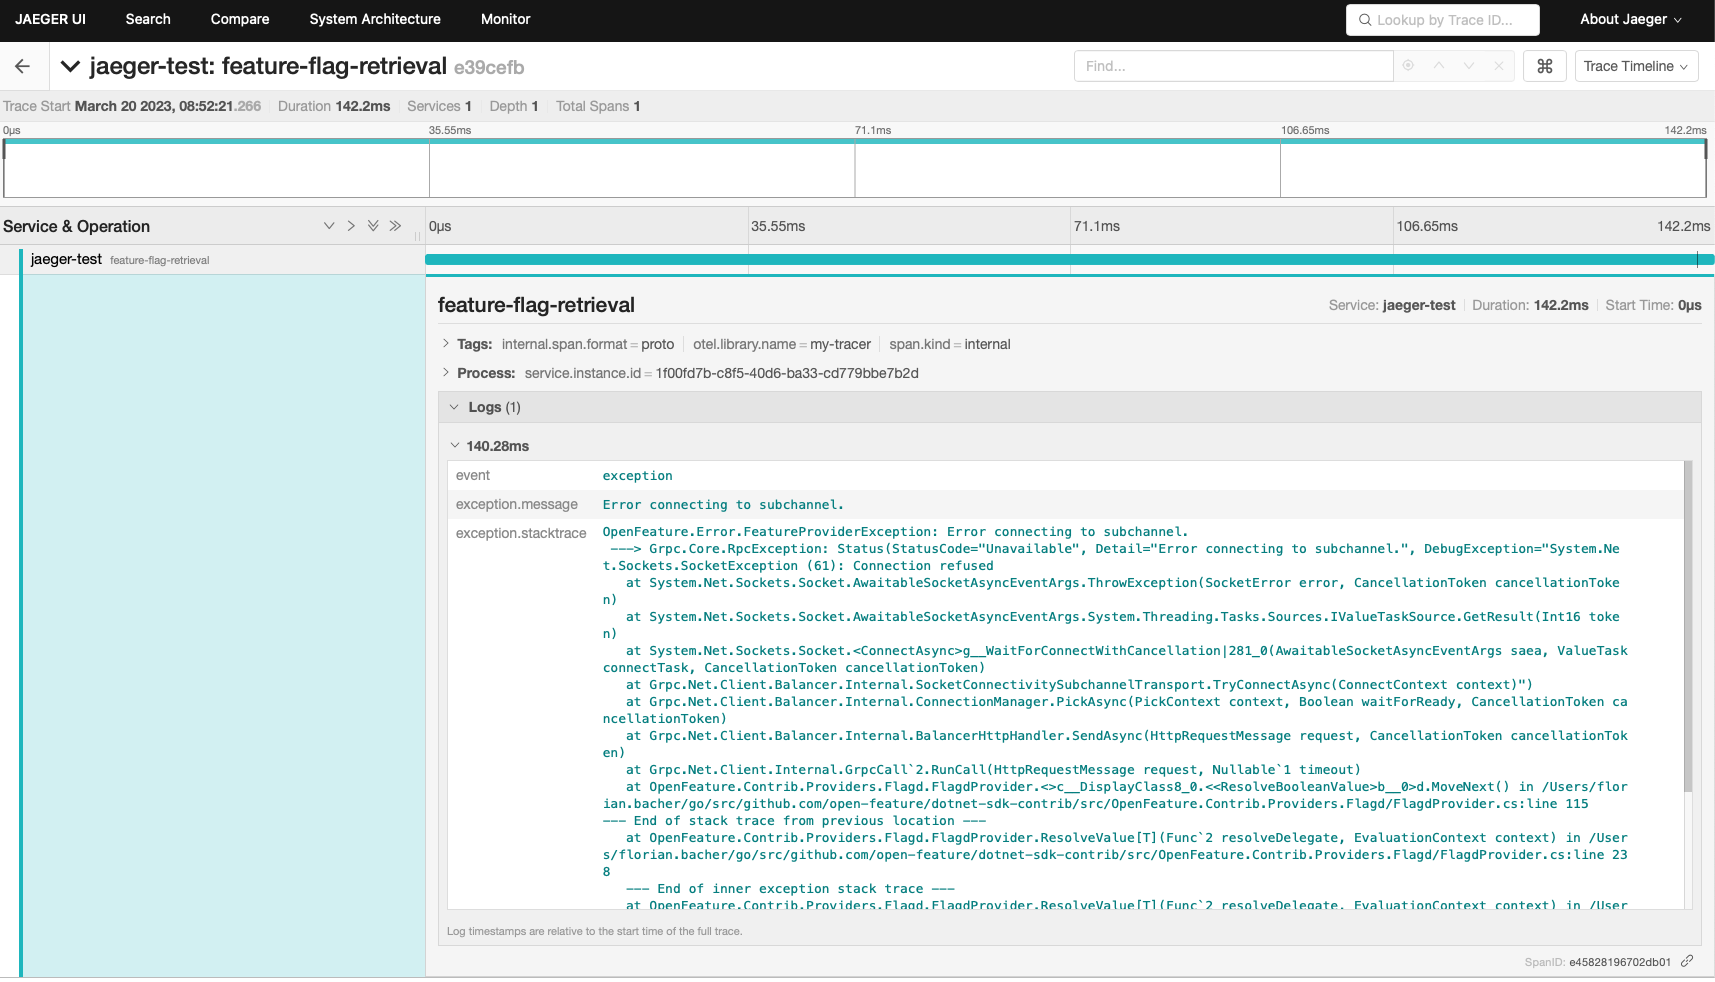 JAEGER UI Search Compare System Architecture Monitor Lookup by Trace ID... About Jaeger
jaeger-test: feature-flag-retrieval e39cefb Find... ⌘ Trace Timeline
Trace Start March 20 2023, 08:52:21.266 Duration 142.2ms Services 1 Depth 1 Total Spans 1
0μs 35.55ms 71.1ms 106.65ms 142.2ms
Service & Operation 0μs 35.55ms 71.1ms 106.65ms 142.2ms
jaeger-test feature-flag-retrieval
feature-flag-retrieval Service: jaeger-test Duration: 142.2ms Start Time: 0μs
Tags: internal.span.format = proto otel.library.name = my-tracer span.kind = internal
Process: service.instance.id = 1f00fd7b-c8f5-40d6-ba33-cd779bbe7b2d
Logs (1)
140.28ms
event exception
exception.message Error connecting to subchannel.
exception.stacktrace OpenFeature.Error.FeatureProviderException: Error connecting to subchannel.
---> Grpc.Core.RpcException: Status(StatusCode="Unavailable", Detail="Error connecting to subchannel.", DebugException="System.Ne
t.Sockets.SocketException (61): Connection refused
at System.Net.Sockets.Socket.AwaitableSocketAsyncEventArgs.ThrowException(SocketError error, CancellationToken cancellationToke
n)
at System.Net.Sockets.Socket.AwaitableSocketAsyncEventArgs.System.Threading.Tasks.Sources.IValueTaskSource.GetResult(Int16 toke
n)
at System.Net.Sockets.Socket.<ConnectAsync>g__WaitForConnectWithCancellation|281_0(AwaitableSocketAsyncEventArgs saea, ValueTask
connectTask, CancellationToken cancellationToken)
at Grpc.Net.Client.Balancer.Internal.SocketConnectivitySubchannelTransport.TryConnectAsync(ConnectContext context)")
at Grpc.Net.Client.Balancer.Internal.ConnectionManager.PickAsync(PickContext context, Boolean waitForReady, CancellationToken ca
ncellationToken)
at Grpc.Net.Client.Balancer.Internal.BalancerHttpHandler.SendAsync(HttpRequestMessage request, CancellationToken cancellationTok
en)
at Grpc.Net.Client.Internal.GrpcCall`2.RunCall(HttpRequestMessage request, Nullable`1 timeout)
at OpenFeature.Contrib.Providers.Flagd.FlagdProvider.<>c__DisplayClass8_0.<<ResolveBooleanValue>b__0>d.MoveNext() in /Users/flor
ian.bacher/go/src/github.com/open-feature/dotnet-sdk-contrib/src/OpenFeature.Contrib.Providers.Flagd/FlagdProvider.cs:line 115
--- End of stack trace from previous location ---
at OpenFeature.Contrib.Providers.Flagd.FlagdProvider.ResolveValue[T](Func`2 resolveDelegate, EvaluationContext context) in /User
s/florian.bacher/go/src/github.com/open-feature/dotnet-sdk-contrib/src/OpenFeature.Contrib.Providers.Flagd/FlagdProvider.cs:line 23
8
--- End of inner exception stack trace ---
at OpenFeature.Contrib.Providers.Flagd.FlagdProvider.ResolveValue[T](Func`2 resolveDelegate, EvaluationContext context) in /User
Log timestamps are relative to the start time of the full trace.
SpanID: e45828196702db01